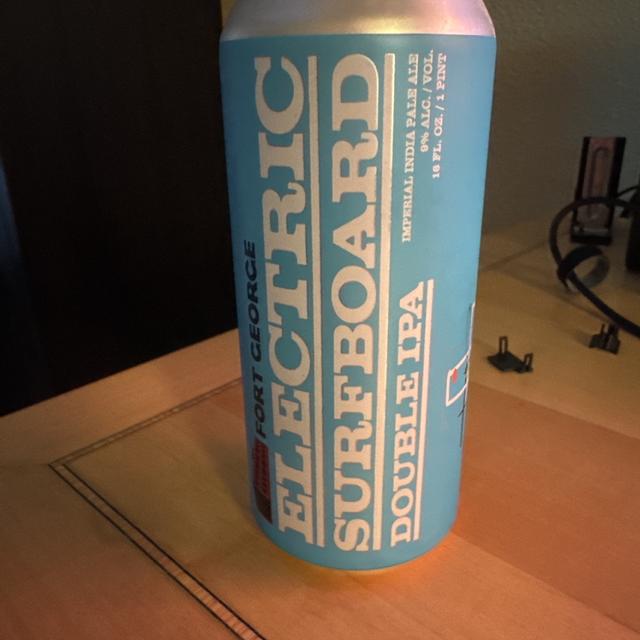 FORT GEORGE
ELECTRIC
SURFBOARD
DOUBLE IPA
IMPERIAL INDIA PALE ALE
9% ALC. / VOL.
16 FL. OZ. / 1 PINT